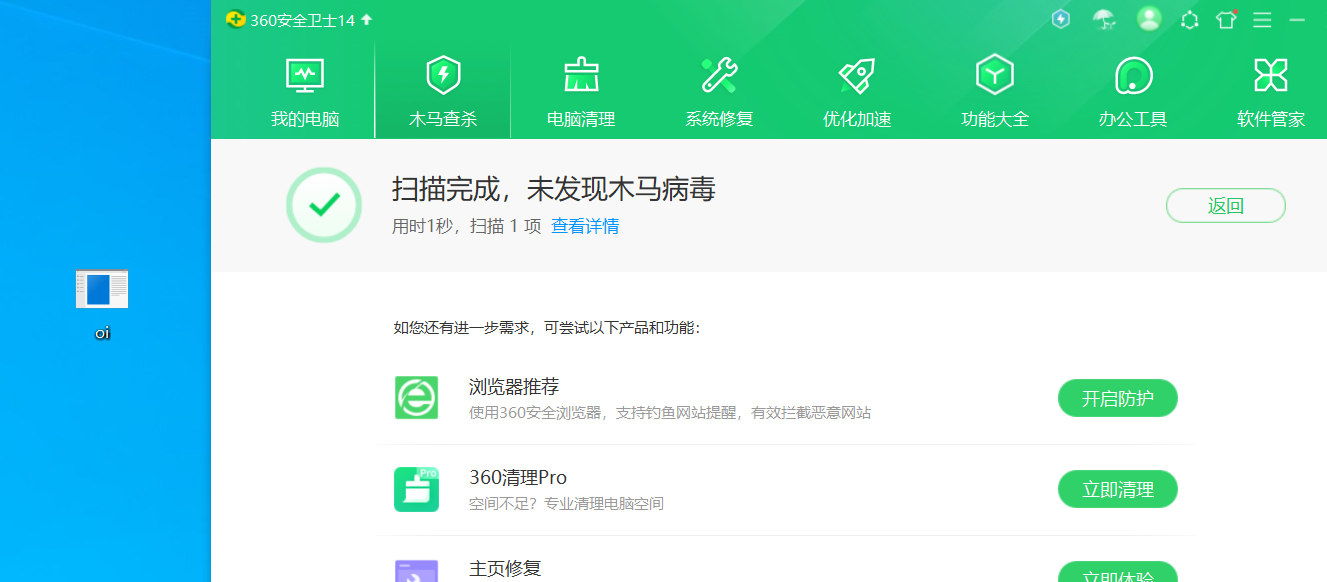 360安全卫士14
我的电脑
木马查杀
电脑清理
系统修复
优化加速
功能大全
办公工具
软件管家
扫描完成，未发现木马病毒
用时1秒，扫描 1 项 查看详情
返回
oi
如您还有进一步需求，可尝试以下产品和功能：
浏览器推荐
使用360安全浏览器，支持钓鱼网站提醒，有效拦截恶意网站
开启防护
Pro
360清理Pro
空间不足？专业清理电脑空间
立即清理
主页修复
立即体验